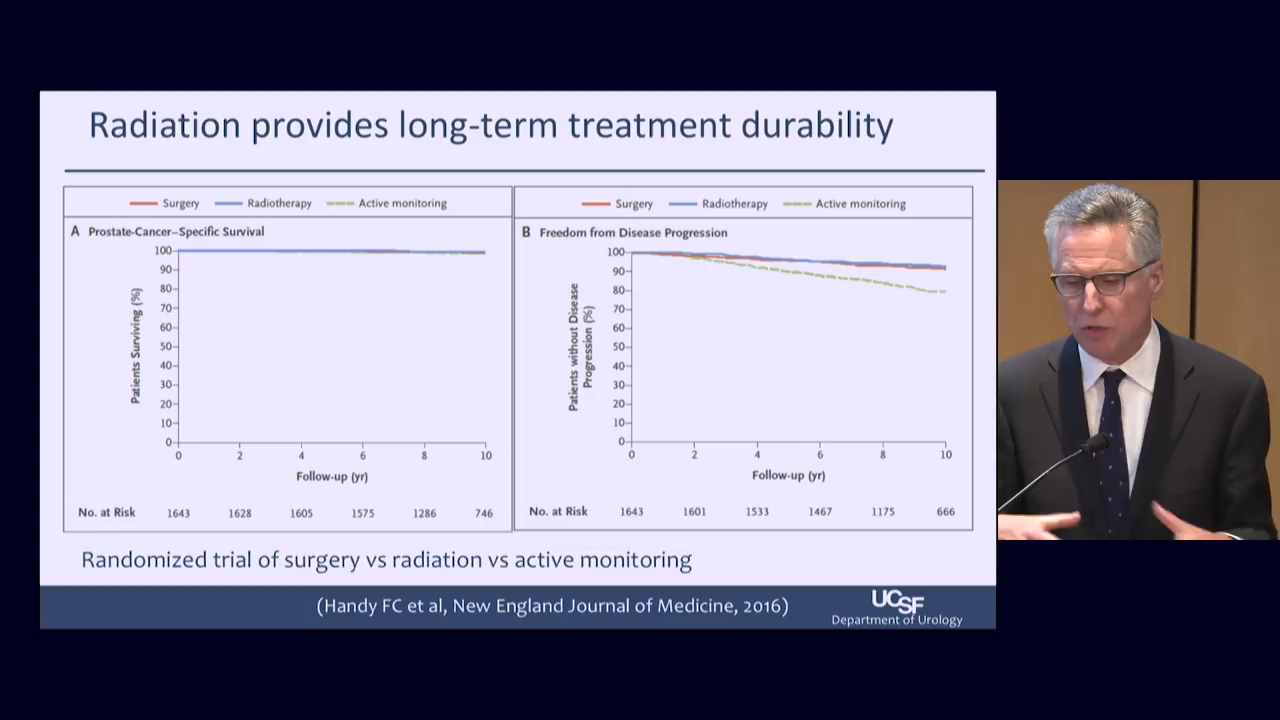 Radiation provides long-term treatment durability
Surgery Radiotherapy Active monitoring
A Prostate-Cancer–Specific Survival
Patients Surviving (%)
100
90
80
70
60
50
40
30
20
10
0
0 2 4 6 8 10
Follow-up (yr)
No. at Risk 1643 1628 1605 1575 1286 746
Surgery Radiotherapy Active monitoring
B Freedom from Disease Progression
Patients without Disease
Progression (%)
100
90
80
70
60
50
40
30
20
10
0
0 2 4 6 8 10
Follow-up (yr)
No. at Risk 1643 1601 1533 1467 1175 666
Randomized trial of surgery vs radiation vs active monitoring
(Handy FC et al, New England Journal of Medicine, 2016)
UCSF
Department of Urology